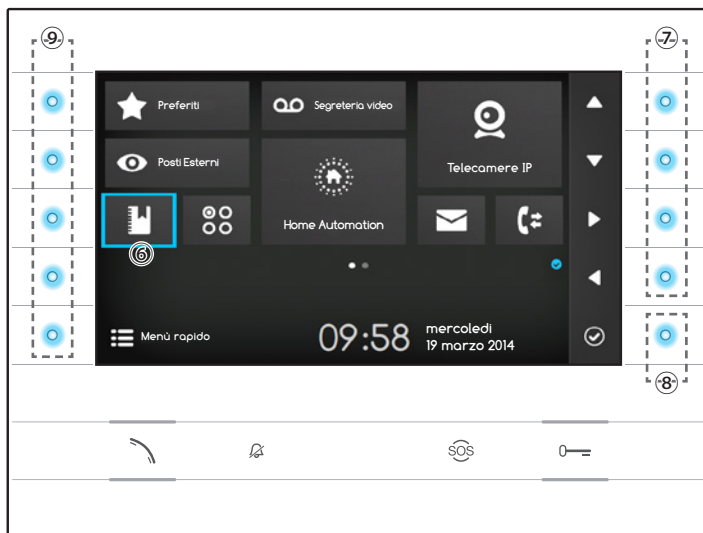 9
7
Preferiti
Segreteria video
Posti Esterni
Telecamere IP
Home Automation
6
Menù rapido
09:58
mercoledi
19 marzo 2014
8
SOS